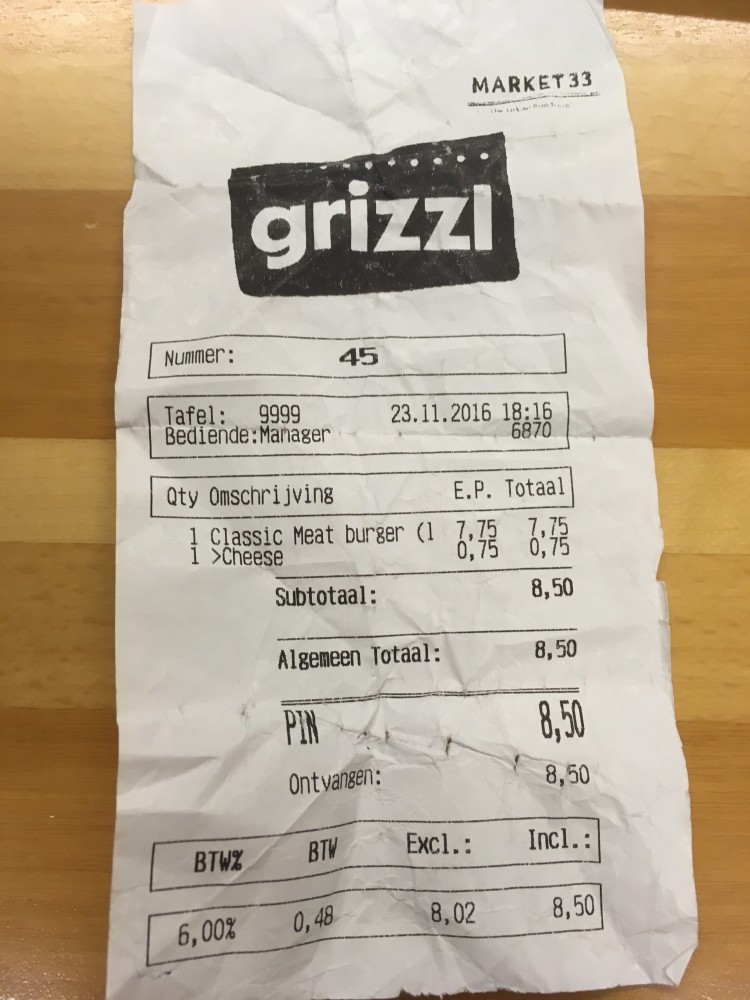 MARKET 33
grizzl
Nummer: 45
Tafel: 9999 23.11.2016 18:16
Bediende:Manager 6870
Qty Omschrijving E.P. Totaal
1 Classic Meat burger (1 7,75 7,75
1 >Cheese 0,75 0,75
Subtotaal: 8,50
Algemeen Totaal: 8,50
PIN 8,50
Ontvangen: 8,50
BTW% BTW Excl.: Incl.:
6,00% 0,48 8,02 8,50